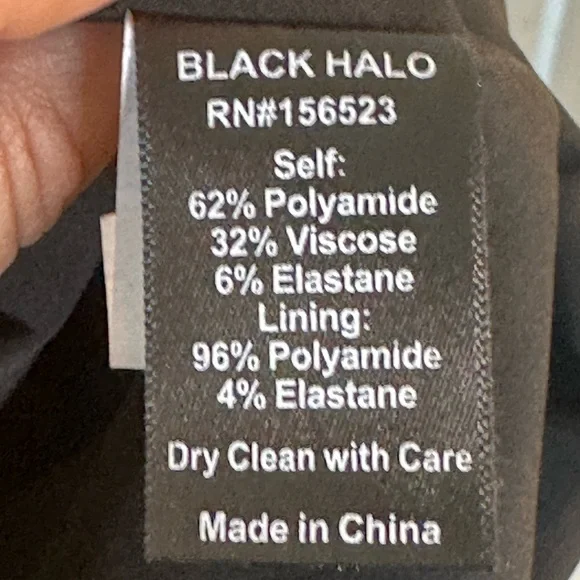 BLACK HALO
RN#156523
Self:
62% Polyamide
32% Viscose
6% Elastane
Lining:
96% Polyamide
4% Elastane
Dry Clean with Care
Made in China